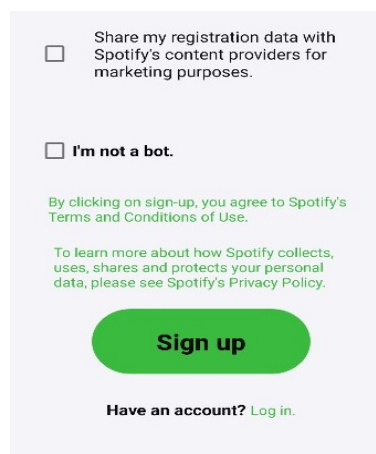 Share my registration data with
Spotify's content providers for
marketing purposes.
I'm not a bot.
By clicking on sign-up, you agree to Spotify's
Terms and Conditions of Use.
To learn more about how Spotify collects,
uses, shares and protects your personal
data, please see Spotify's Privacy Policy.
Sign up
Have an account? Log in.